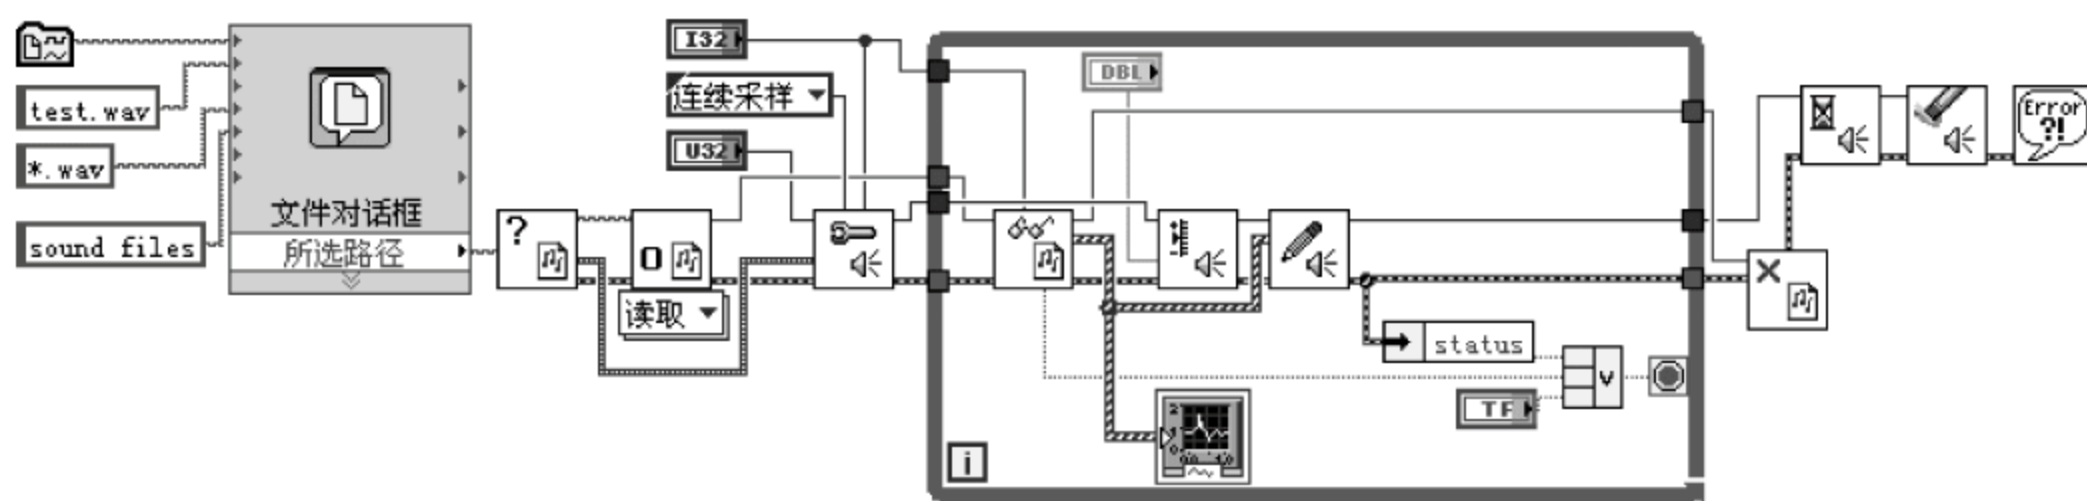 test.wav
*.wav
sound files
文件对话框
所选路径
?
0
读取
I32
连续采样
U32
DBL
status
V
TF
i
X
Error
?!